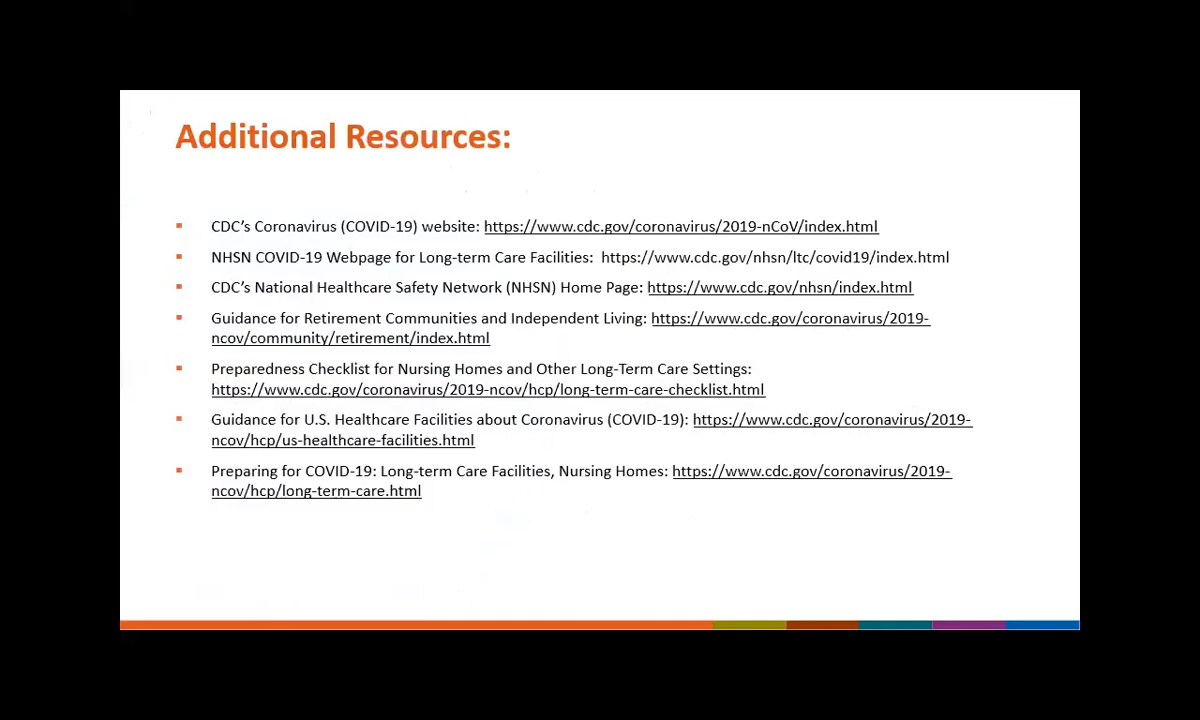 Additional Resources:
CDC’s Coronavirus (COVID-19) website: https://www.cdc.gov/coronavirus/2019-nCoV/index.html
NHSN COVID-19 Webpage for Long-term Care Facilities: https://www.cdc.gov/nhsn/ltc/covid19/index.html
CDC’s National Healthcare Safety Network (NHSN) Home Page: https://www.cdc.gov/nhsn/index.html
Guidance for Retirement Communities and Independent Living: https://www.cdc.gov/coronavirus/2019-
ncov/community/retirement/index.html
Preparedness Checklist for Nursing Homes and Other Long-Term Care Settings:
https://www.cdc.gov/coronavirus/2019-ncov/hcp/long-term-care-checklist.html
Guidance for U.S. Healthcare Facilities about Coronavirus (COVID-19): https://www.cdc.gov/coronavirus/2019-
ncov/hcp/us-healthcare-facilities.html
Preparing for COVID-19: Long-term Care Facilities, Nursing Homes: https://www.cdc.gov/coronavirus/2019-
ncov/hcp/long-term-care.html